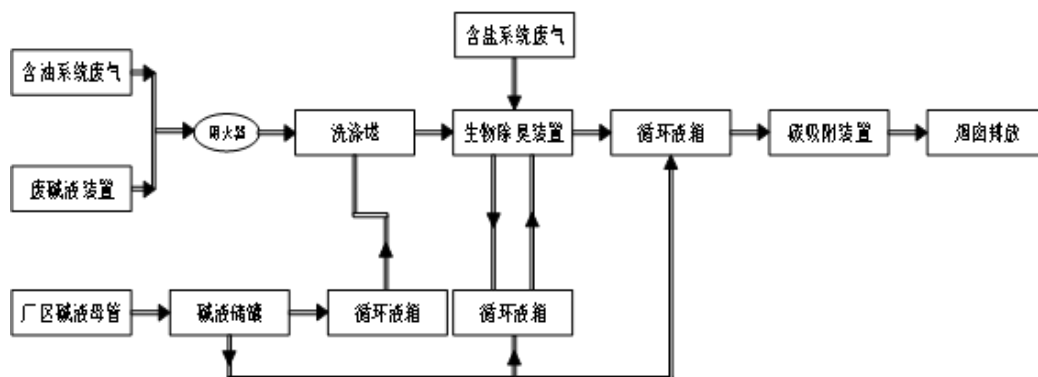 含盐系统废气
含油系统废气
阻火器
洗涤塔
生物除臭装置
循环液箱
碳吸附装置
烟囱排放
废碱液装置
厂区碱液母管
碱液储罐
循环液箱
循环液箱